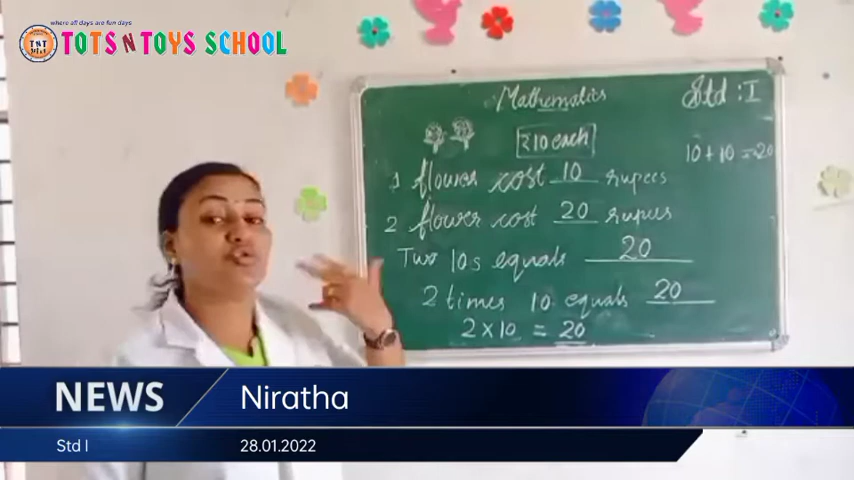 where all days are fun days
TNT
TOTS N TOYS SCHOOL
Mathematics
Std : I
₹10 each
10 + 10 = 20
1 flower cost 10 rupees
2 flower cost 20 rupees
Two 10s equals 20
2 times 10 equals 20
2 × 10 = 20
NEWS
Niratha
Std I
28.01.2022